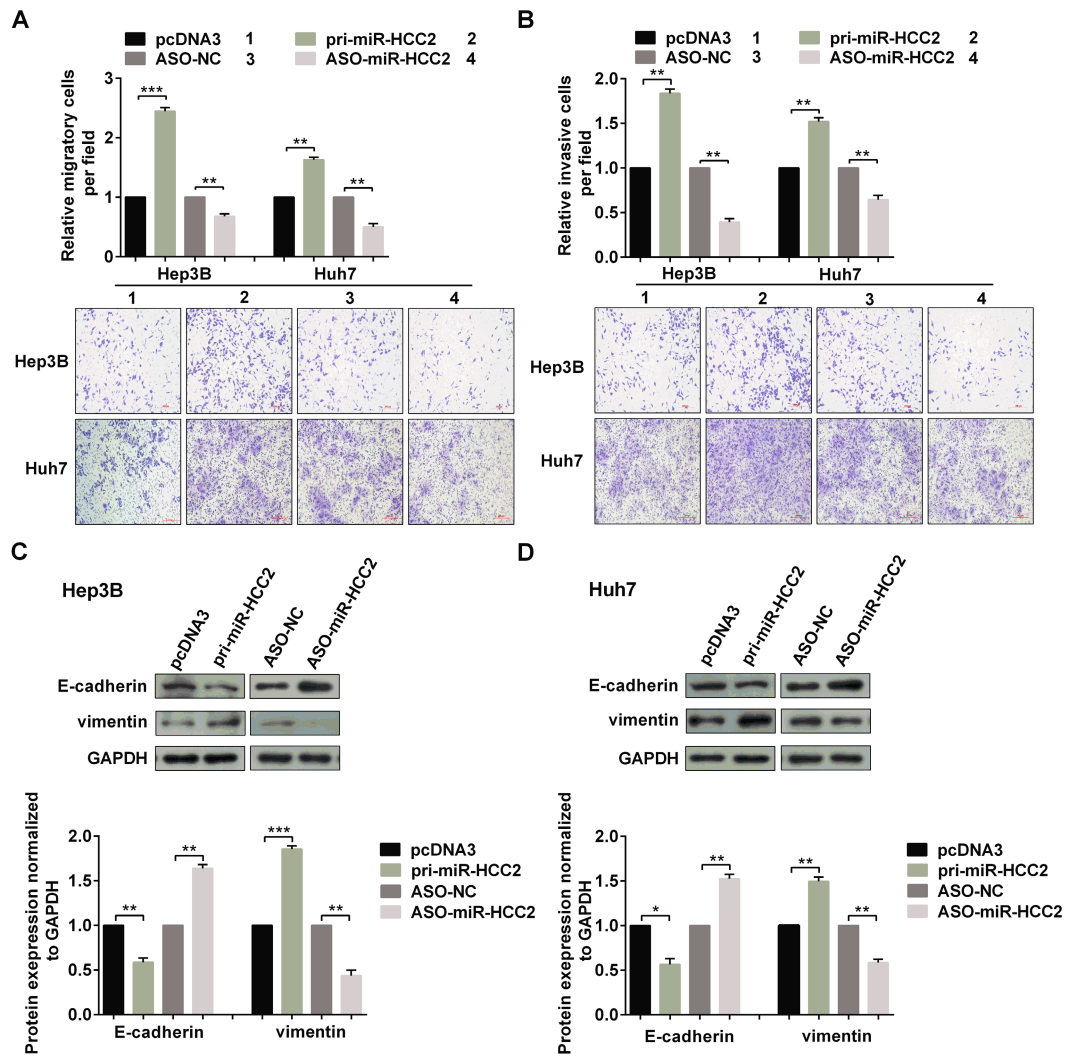 A
pcDNA3 1 pri-miR-HCC2 2
ASO-NC 3 ASO-miR-HCC2 4
Relative migratory cells
per field
3
2
1
0
***
**
**
**
Hep3B Huh7
1 2 3 4
Hep3B
Huh7
B
pcDNA3 1 pri-miR-HCC2 2
ASO-NC 3 ASO-miR-HCC2 4
Relative invasive cells
per field
2.0
1.5
1.0
0.5
0.0
**
**
**
**
Hep3B Huh7
1 2 3 4
Hep3B
Huh7
C
Hep3B
pcDNA3
pri-miR-HCC2
ASO-NC
ASO-miR-HCC2
E-cadherin
vimentin
GAPDH
Protein exepression normalized
to GAPDH
2.0
1.5
1.0
0.5
0.0
**
**
***
**
E-cadherin vimentin
pcDNA3
pri-miR-HCC2
ASO-NC
ASO-miR-HCC2
D
Huh7
pcDNA3
pri-miR-HCC2
ASO-NC
ASO-miR-HCC2
E-cadherin
vimentin
GAPDH
Protein exepression normalized
to GAPDH
2.0
1.5
1.0
0.5
0.0
*
**
**
**
E-cadherin vimentin
pcDNA3
pri-miR-HCC2
ASO-NC
ASO-miR-HCC2